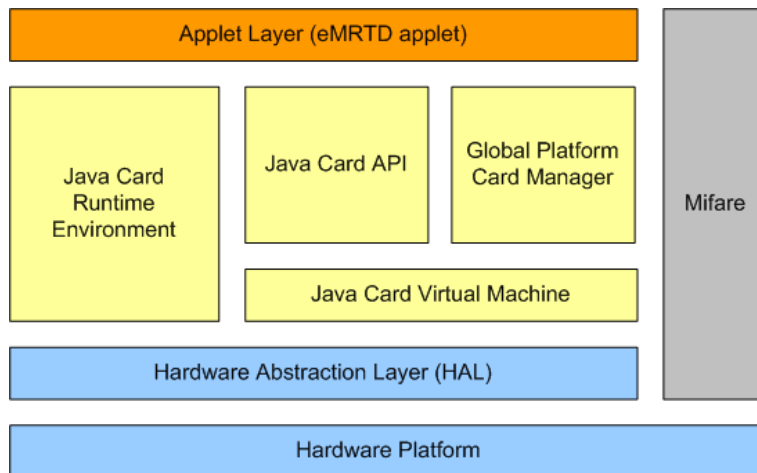 Applet Layer (eMRTD applet)
Java Card
Runtime
Environment
Java Card API
Global Platform
Card Manager
Mifare
Java Card Virtual Machine
Hardware Abstraction Layer (HAL)
Hardware Platform